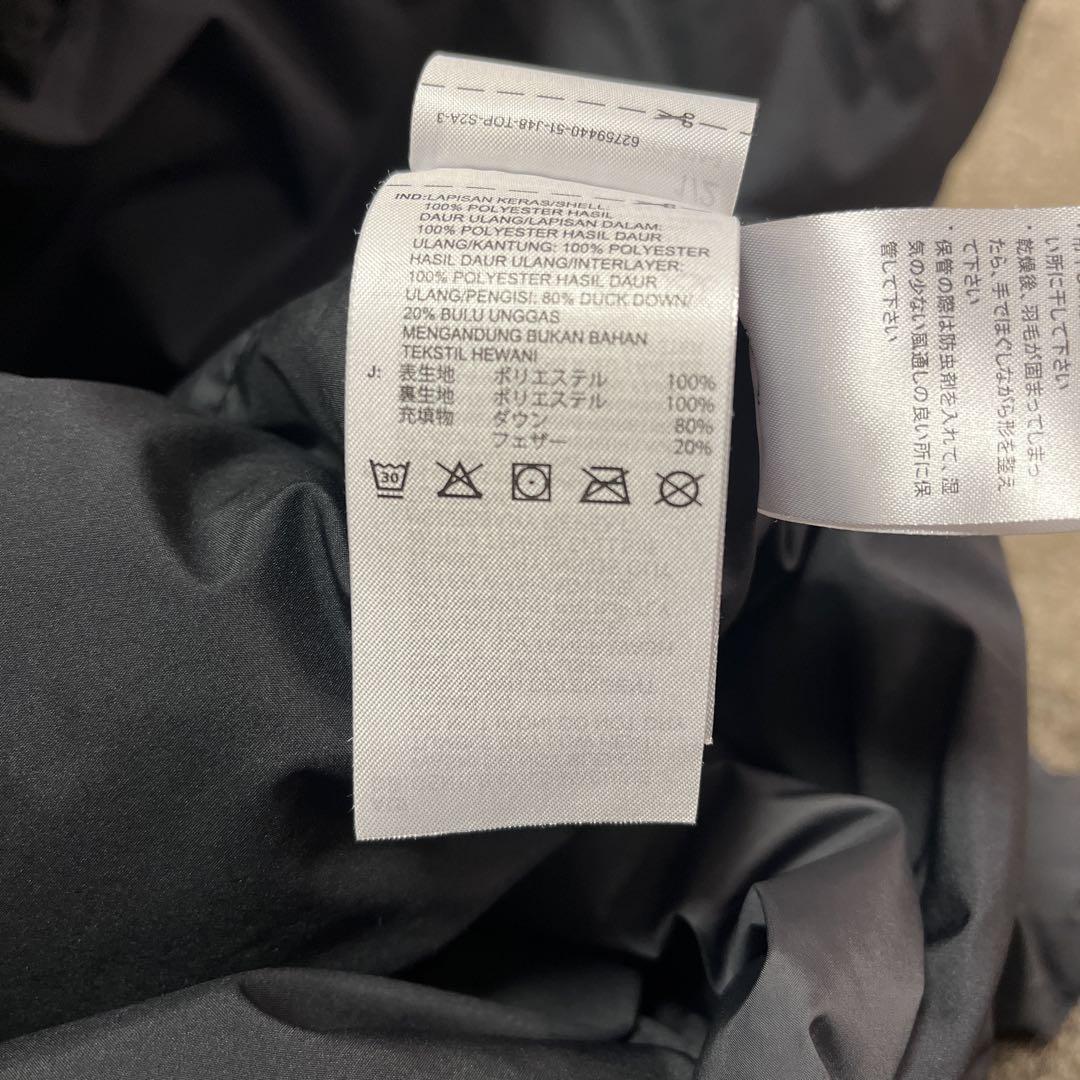 62759440-51-J48-TOP-S2A-3
1/2
IND:LAPISAN KERAS/SHELL:
100% POLYESTER HASIL
DAUR ULANG/LAPISAN DALAM:
100% POLYESTER HASIL DAUR
ULANG/KANTUNG: 100% POLYESTER
HASIL DAUR ULANG/INTERLAYER:
100% POLYESTER HASIL DAUR
ULANG/PENGISI: 80% DUCK DOWN/
20% BULU UNGGAS
MENGANDUNG BUKAN BAHAN
TEKSTIL HEWANI
J: 表生地 ポリエステル 100%
裏生地 ポリエステル 100%
充填物 ダウン 80%
フェザー 20%
30
い所に干して下さい
・乾燥後、羽毛が固まってしまっ
たら、手でほぐしながら形を整え
て下さい
・保管の際は防虫剤を入れて、湿
気の少ない風通しの良い所に保
管して下さい